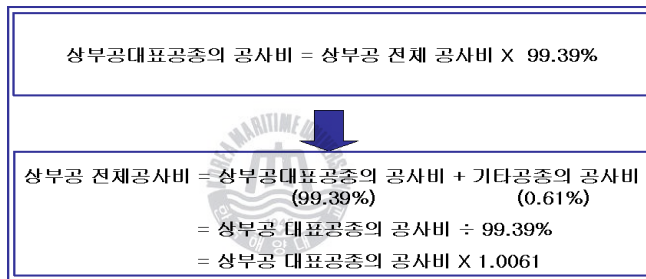 상부공대표공종의 공사비 = 상부공 전체 공사비 X 99.39%
상부공 전체공사비 = 상부공대표공종의 공사비 + 기타공종의 공사비
(99.39%) (0.61%)
= 상부공 대표공종의 공사비 ÷ 99.39%
= 상부공 대표공종의 공사비 X 1.0061